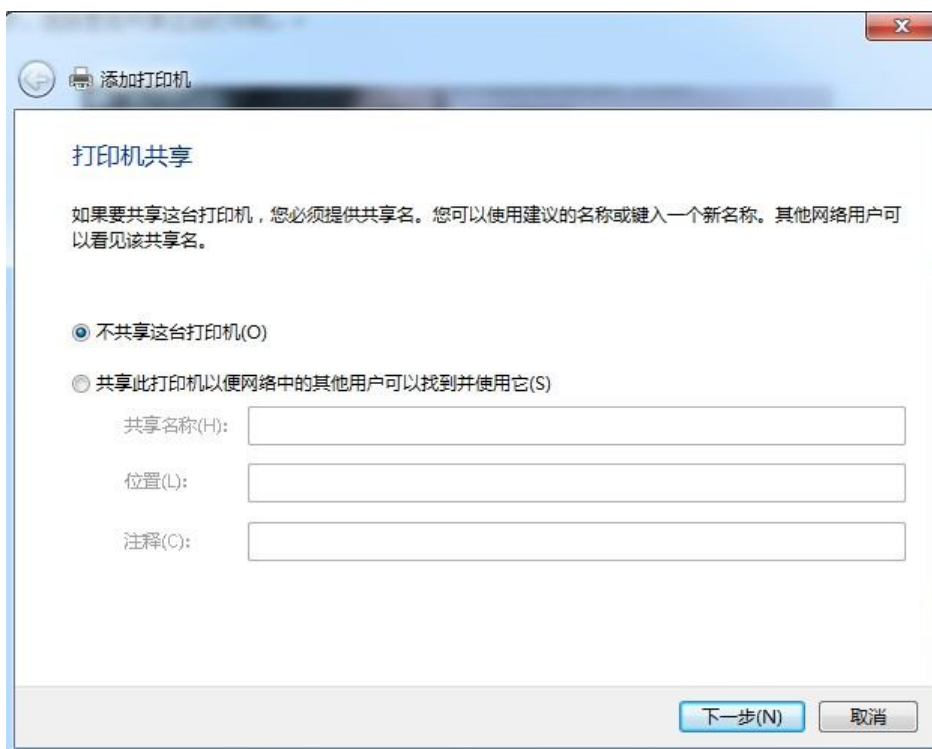 添加打印机
打印机共享
如果要共享这台打印机，您必须提供共享名。您可以使用建议的名称或键入一个新名称。其他网络用户可
以看见该共享名。
不共享这台打印机(O)
共享此打印机以便网络中的其他用户可以找到并使用它(S)
共享名称(H):
位置(L):
注释(C):
下一步(N)
取消